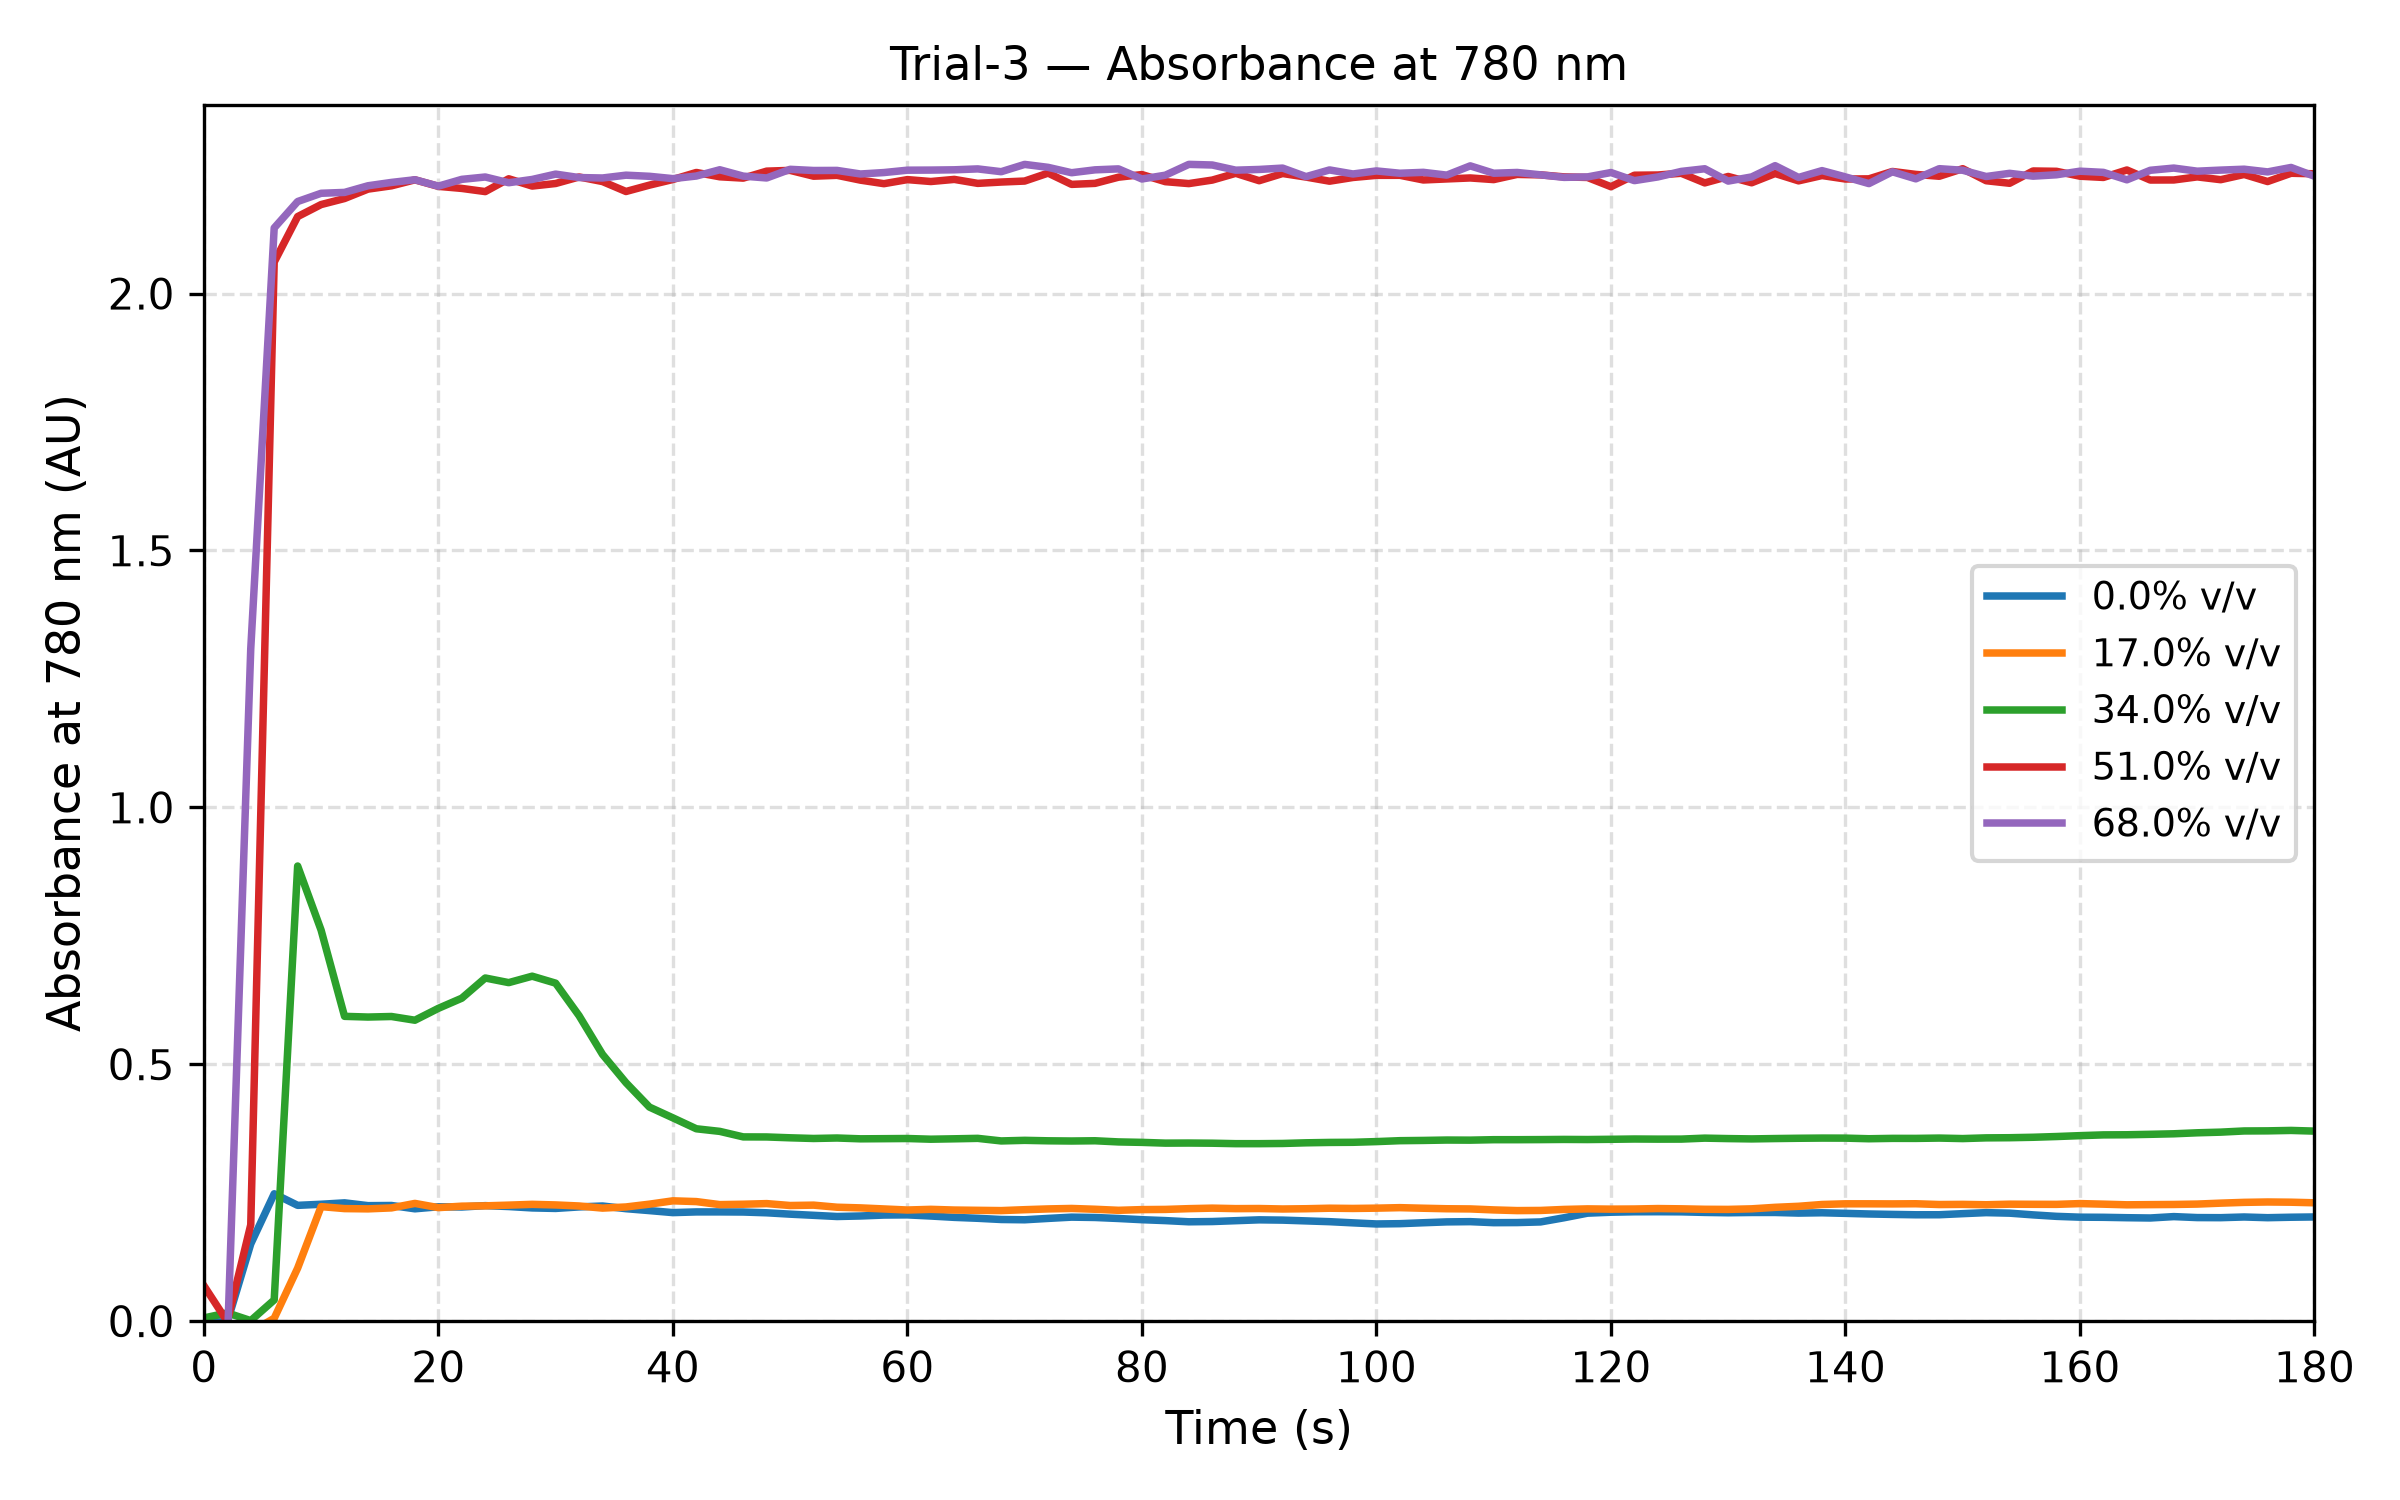 Trial-3 — Absorbance at 780 nm
Absorbance at 780 nm (AU)
2.0
1.5
1.0
0.5
0.0
0.0% v/v
17.0% v/v
34.0% v/v
51.0% v/v
68.0% v/v
0 20 40 60 80 100 120 140 160 180
Time (s)